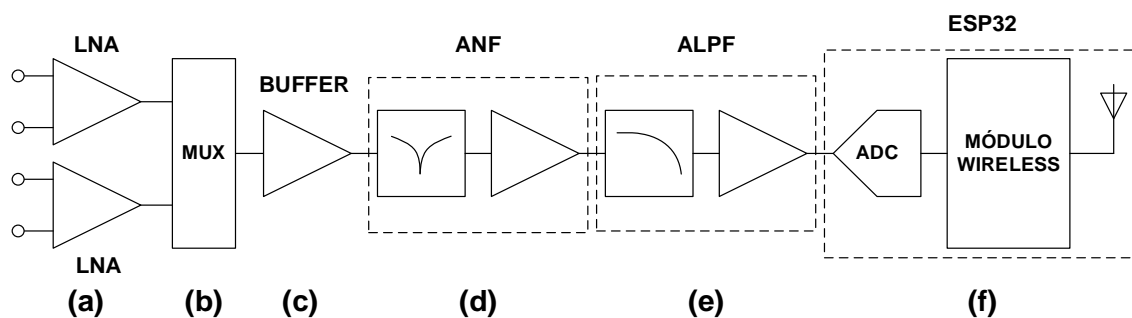 LNA
ANF
ALPF
ESP32
BUFFER
MUX
ADC
MÓDULO
WIRELESS
LNA
(a)
(b)
(c)
(d)
(e)
(f)